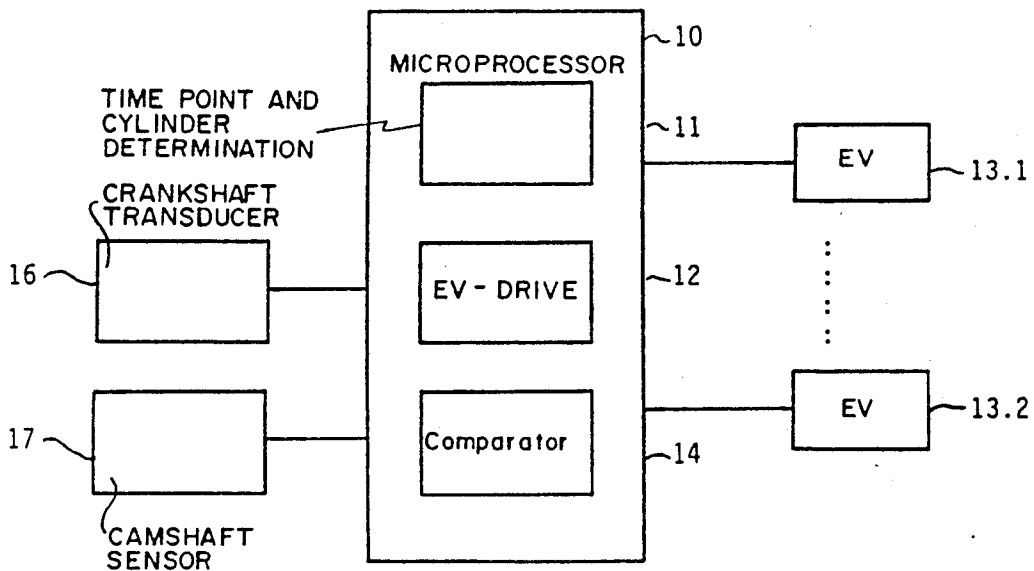 10
MICROPROCESSOR
TIME POINT AND
CYLINDER
DETERMINATION
11
EV
13.1
CRANKSHAFT
TRANSDUCER
16
EV-DRIVE
12
17
Comparator
14
EV
13.2
CAMSHAFT
SENSOR